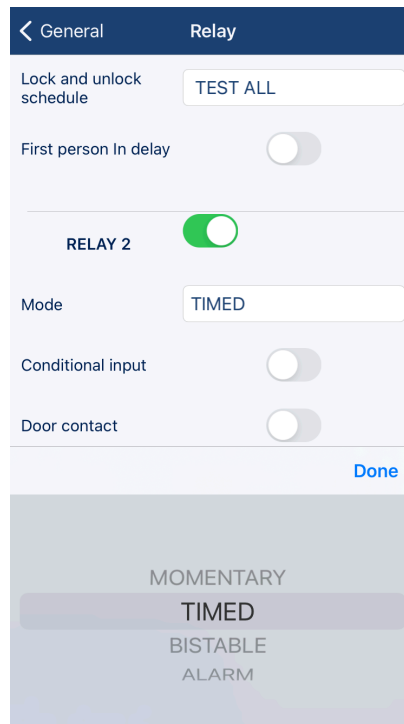 General
Relay
Lock and unlock
schedule
TEST ALL
First person In delay
RELAY 2
Mode
TIMED
Conditional input
Door contact
Done
MOMENTARY
TIMED
BISTABLE
ALARM